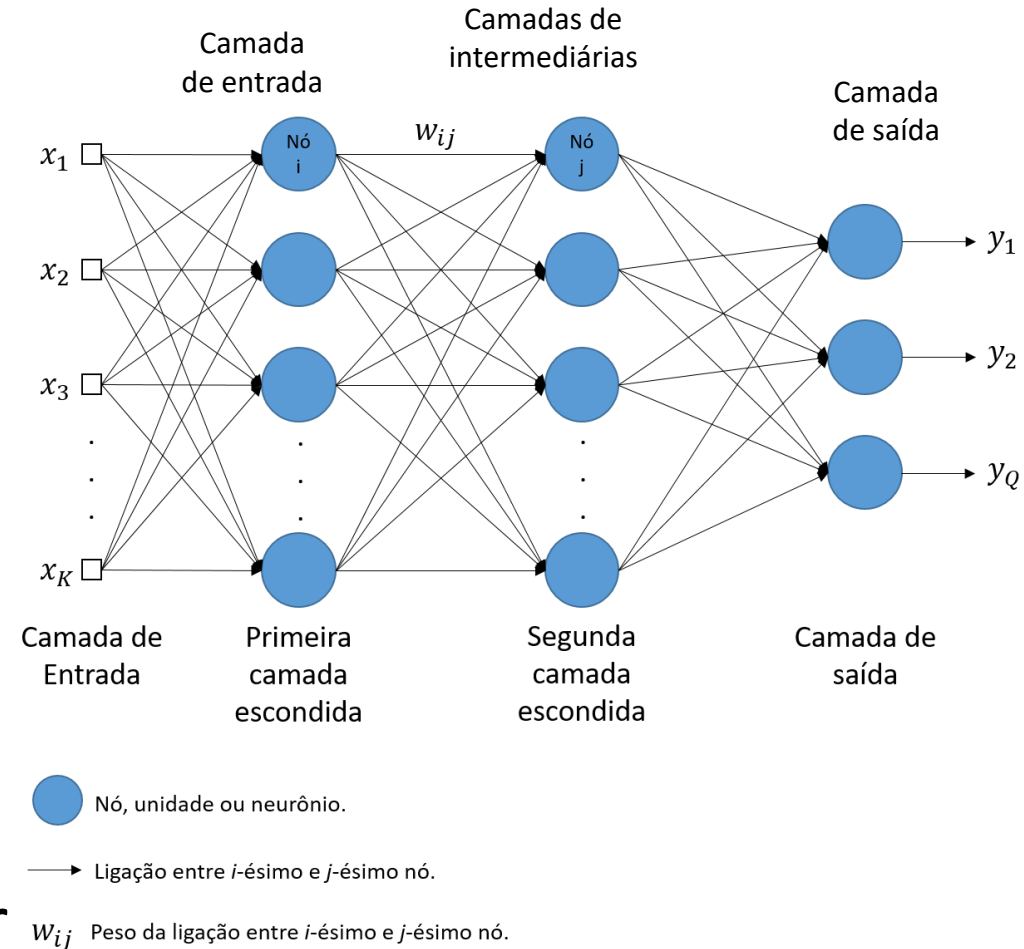 Camada
de entrada
Camadas de
intermediárias
Camada
de saída
x₁
Nó
i
wᵢⱼ
Nó
j
y₁
x₂
y₂
x₃
y_Q
x_K
Camada de
Entrada
Primeira
camada
escondida
Segunda
camada
escondida
Camada de
saída
Nó, unidade ou neurônio.
Ligação entre i-ésimo e j-ésimo nó.
wᵢⱼ Peso da ligação entre i-ésimo e j-ésimo nó.